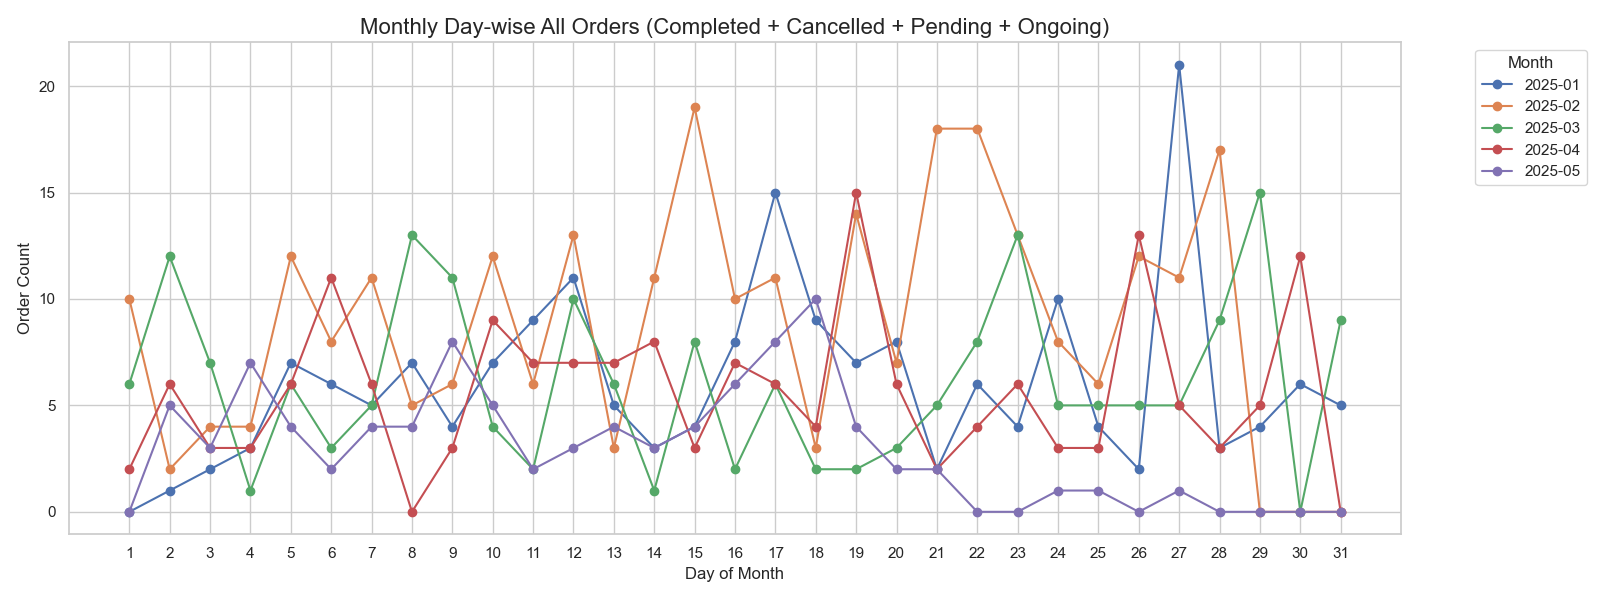 Monthly Day-wise All Orders (Completed + Cancelled + Pending + Ongoing)
Month
2025-01
2025-02
2025-03
2025-04
2025-05
Order Count
20
15
10
5
0
1 2 3 4 5 6 7 8 9 10 11 12 13 14 15 16 17 18 19 20 21 22 23 24 25 26 27 28 29 30 31
Day of Month